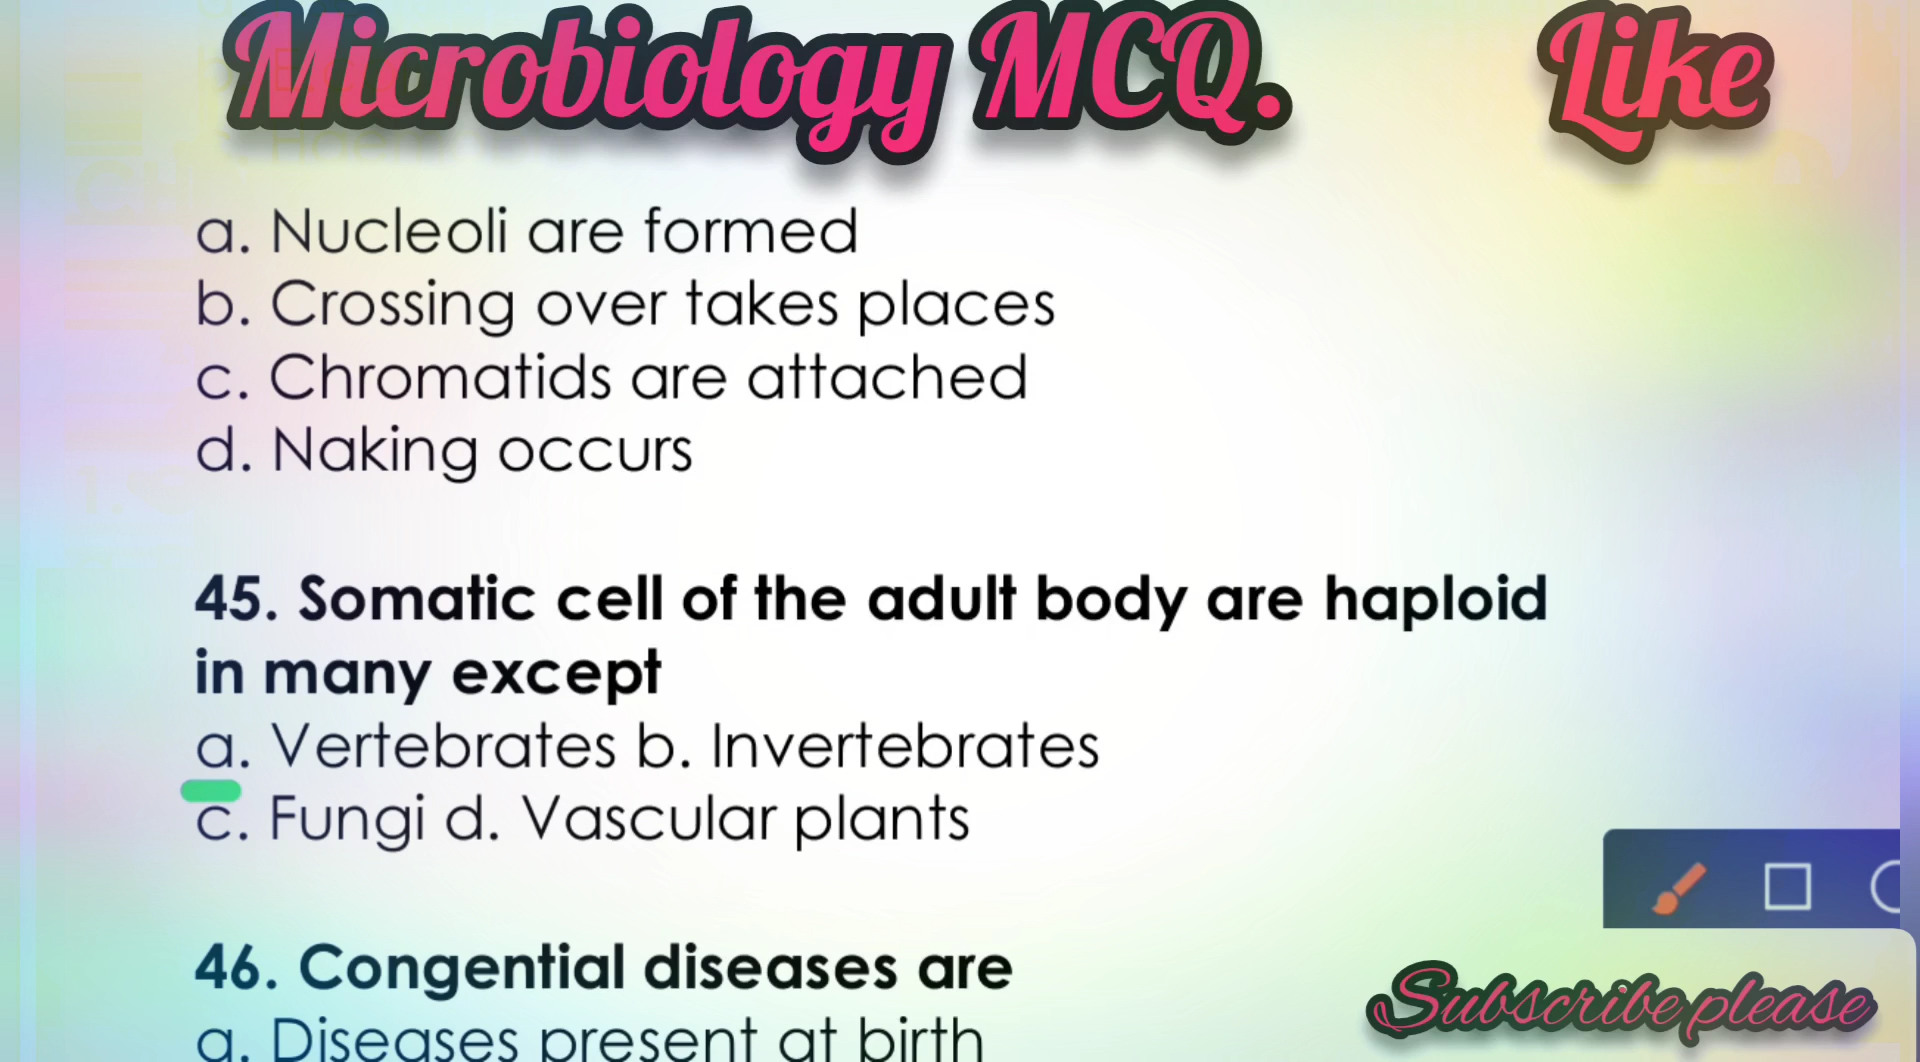 Microbiology MCQ. Like
a. Nucleoli are formed
b. Crossing over takes places
c. Chromatids are attached
d. Naking occurs
45. Somatic cell of the adult body are haploid
in many except
a. Vertebrates b. Invertebrates
c. Fungi d. Vascular plants
46. Congential diseases are
a. Diseases present at birth
Subscribe please